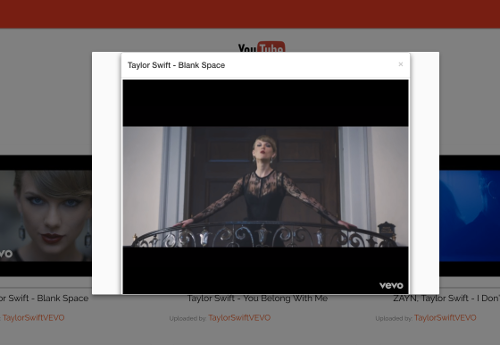 YouTube
Taylor Swift - Blank Space
×
vevo
or Swift - Blank Space
Taylor Swift - You Belong With Me
ZAYN, Taylor Swift - I Don'
TaylorSwiftVEVO
Uploaded by TaylorSwiftVEVO
Uploaded by TaylorSwiftVEVO